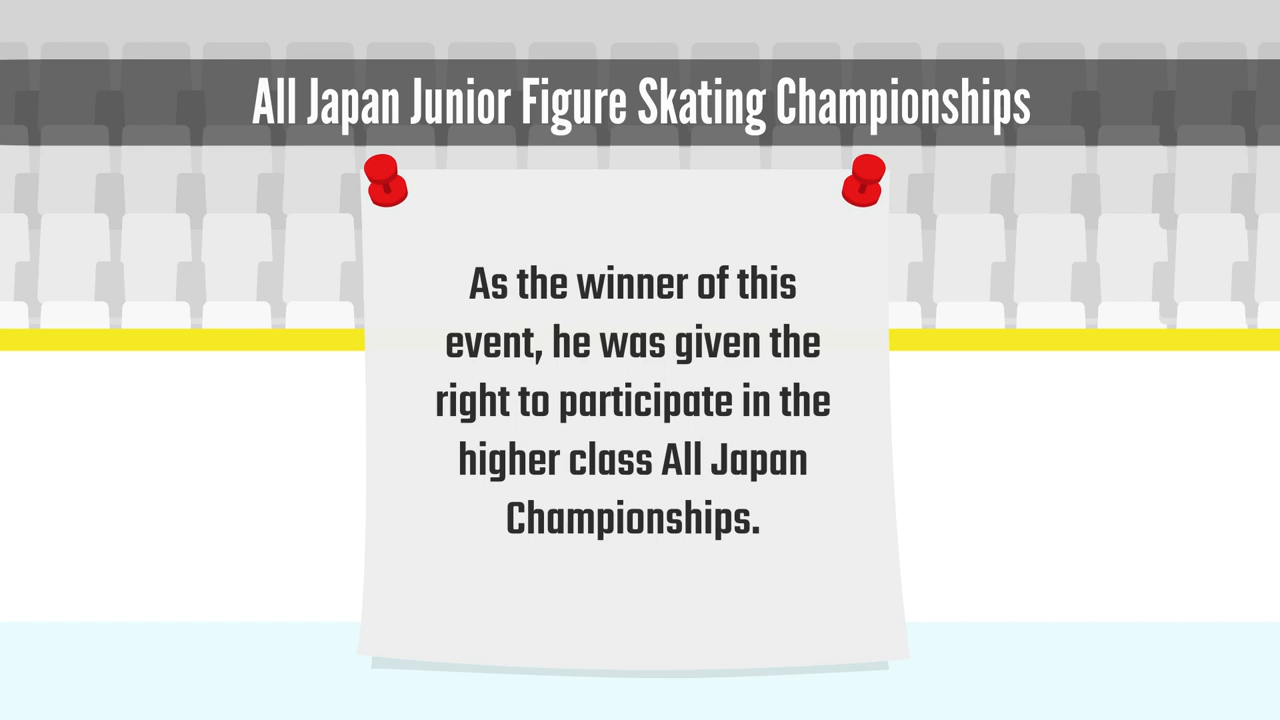 All Japan Junior Figure Skating Championships
As the winner of this
event, he was given the
right to participate in the
higher class All Japan
Championships.